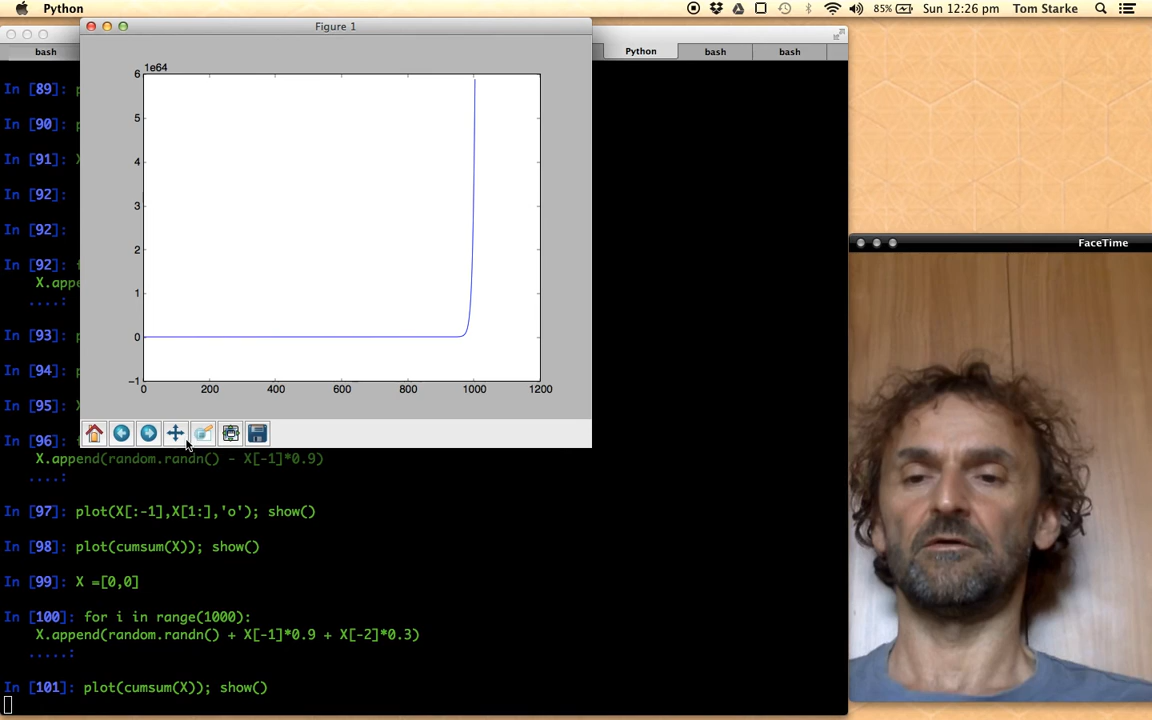 Python
85%
Sun 12:26 pm
Tom Starke
Figure 1
bash
Python
bash
bash
1e64
6
5
4
3
2
1
0
−1
0
200
400
600
800
1000
1200
FaceTime
In [89]:
In [90]:
In [91]:
In [92]:
In [92]:
In [92]:
X.appe
....:
In [93]:
In [94]:
In [95]:
In [96]:
X.append(random.randn() - X[-1]*0.9)
....:
In [97]: plot(X[:-1],X[1:],'o'); show()
In [98]: plot(cumsum(X)); show()
In [99]: X =[0,0]
In [100]: for i in range(1000):
X.append(random.randn() + X[-1]*0.9 + X[-2]*0.3)
.....:
In [101]: plot(cumsum(X)); show()